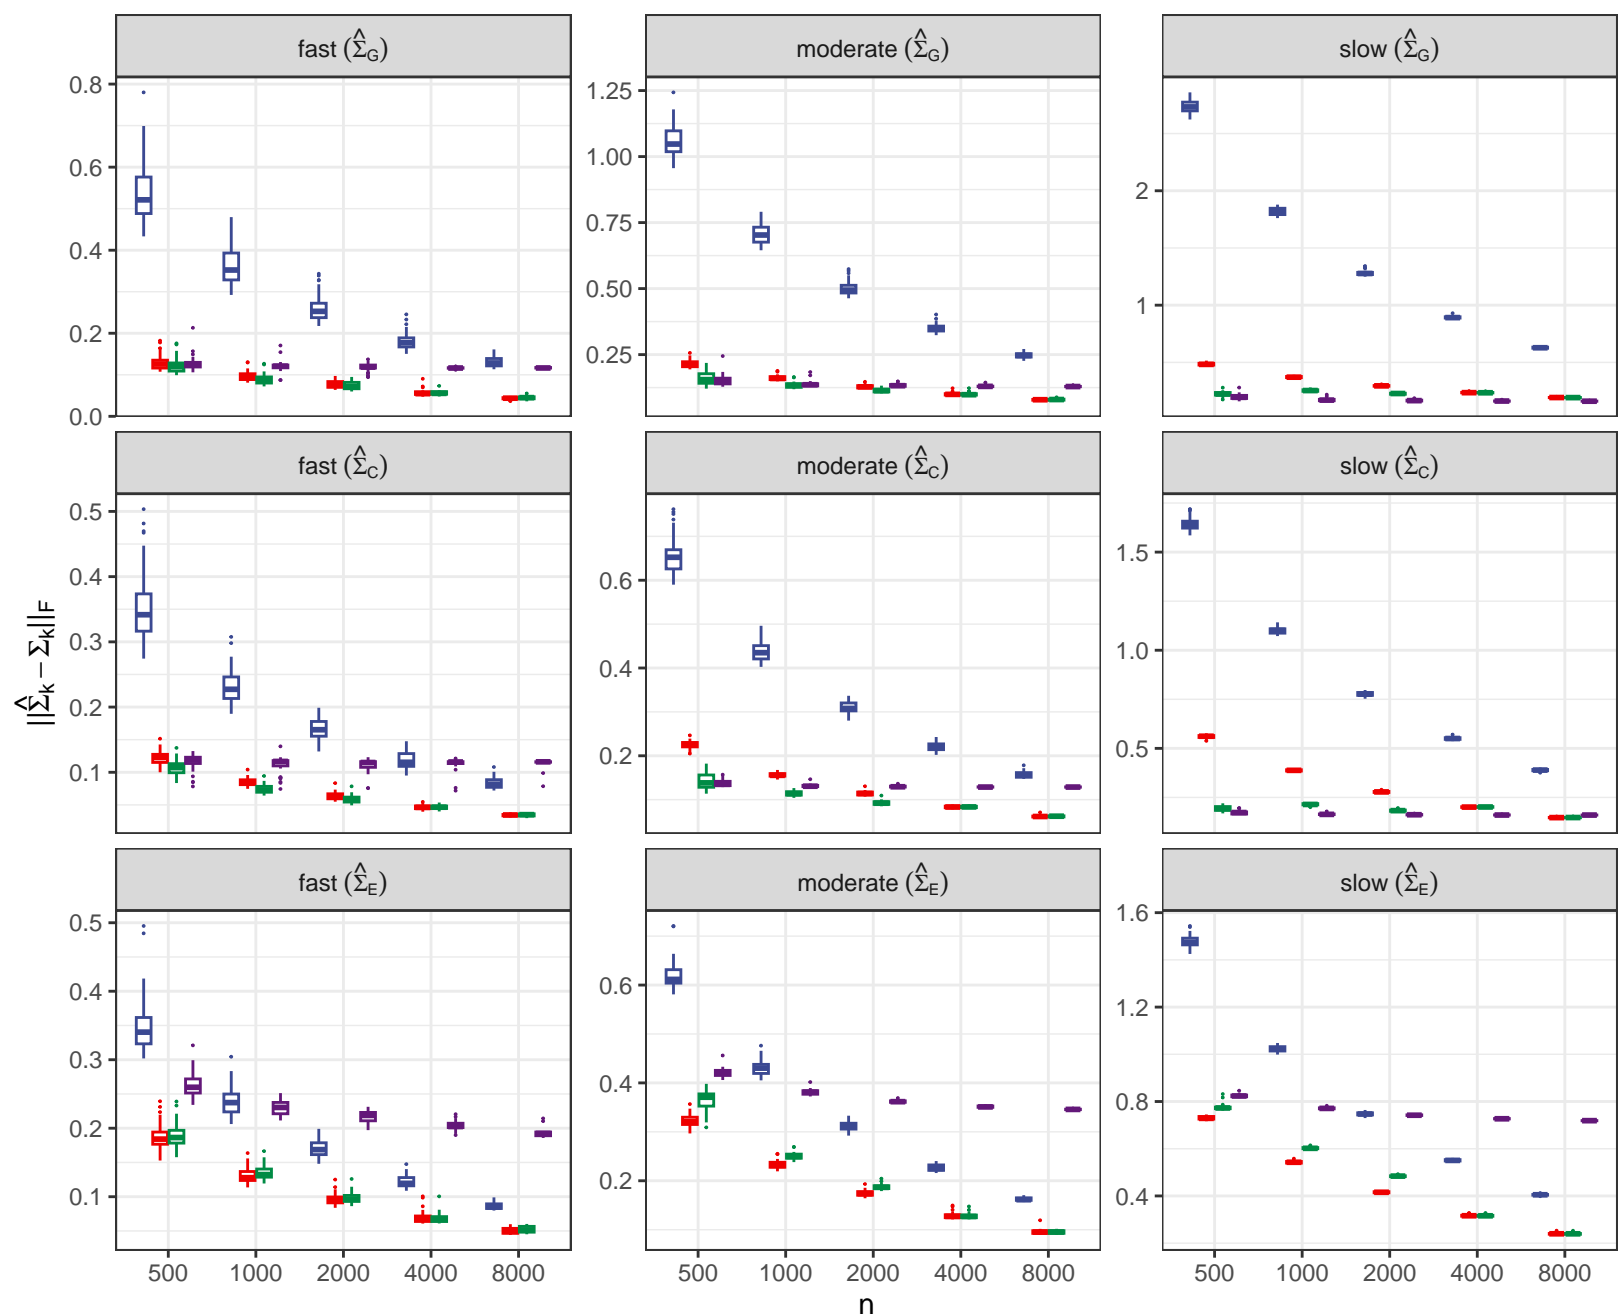 fast (Σ̂G)
moderate (Σ̂G)
slow (Σ̂G)
0.8
0.6
0.4
0.2
0.0
1.25
1.00
0.75
0.50
0.25
2
1
fast (Σ̂C)
moderate (Σ̂C)
slow (Σ̂C)
0.5
0.4
0.3
0.2
0.1
0.6
0.4
0.2
1.5
1.0
0.5
||Σ̂k − Σk||F
fast (Σ̂E)
moderate (Σ̂E)
slow (Σ̂E)
0.5
0.4
0.3
0.2
0.1
0.6
0.4
0.2
1.6
1.2
0.8
0.4
500 1000 2000 4000 8000
500 1000 2000 4000 8000
500 1000 2000 4000 8000
n